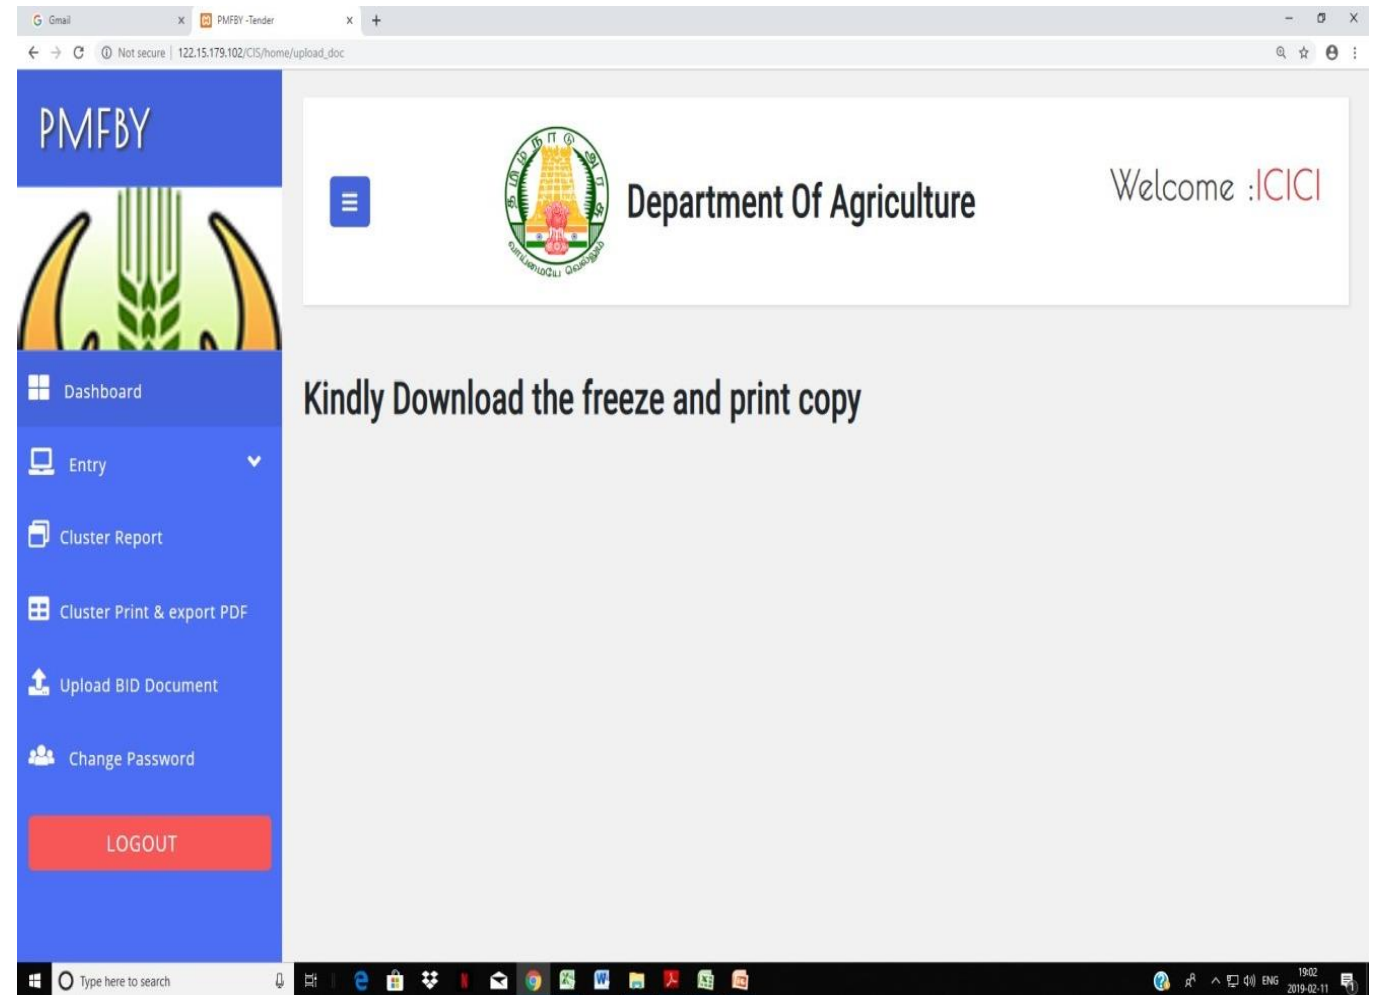 Gmail
PMFBY -Tender
Not secure | 122.15.179.102/CIS/home/upload_doc
PMFBY
தமிழ்நாடு அரசு
வாய்மையே வெல்லும்
Department Of Agriculture
Welcome :ICICI
Kindly Download the freeze and print copy
Dashboard
Entry
Cluster Report
Cluster Print & export PDF
Upload BID Document
Change Password
LOGOUT
Type here to search
ENG
19:02
2019-02-11